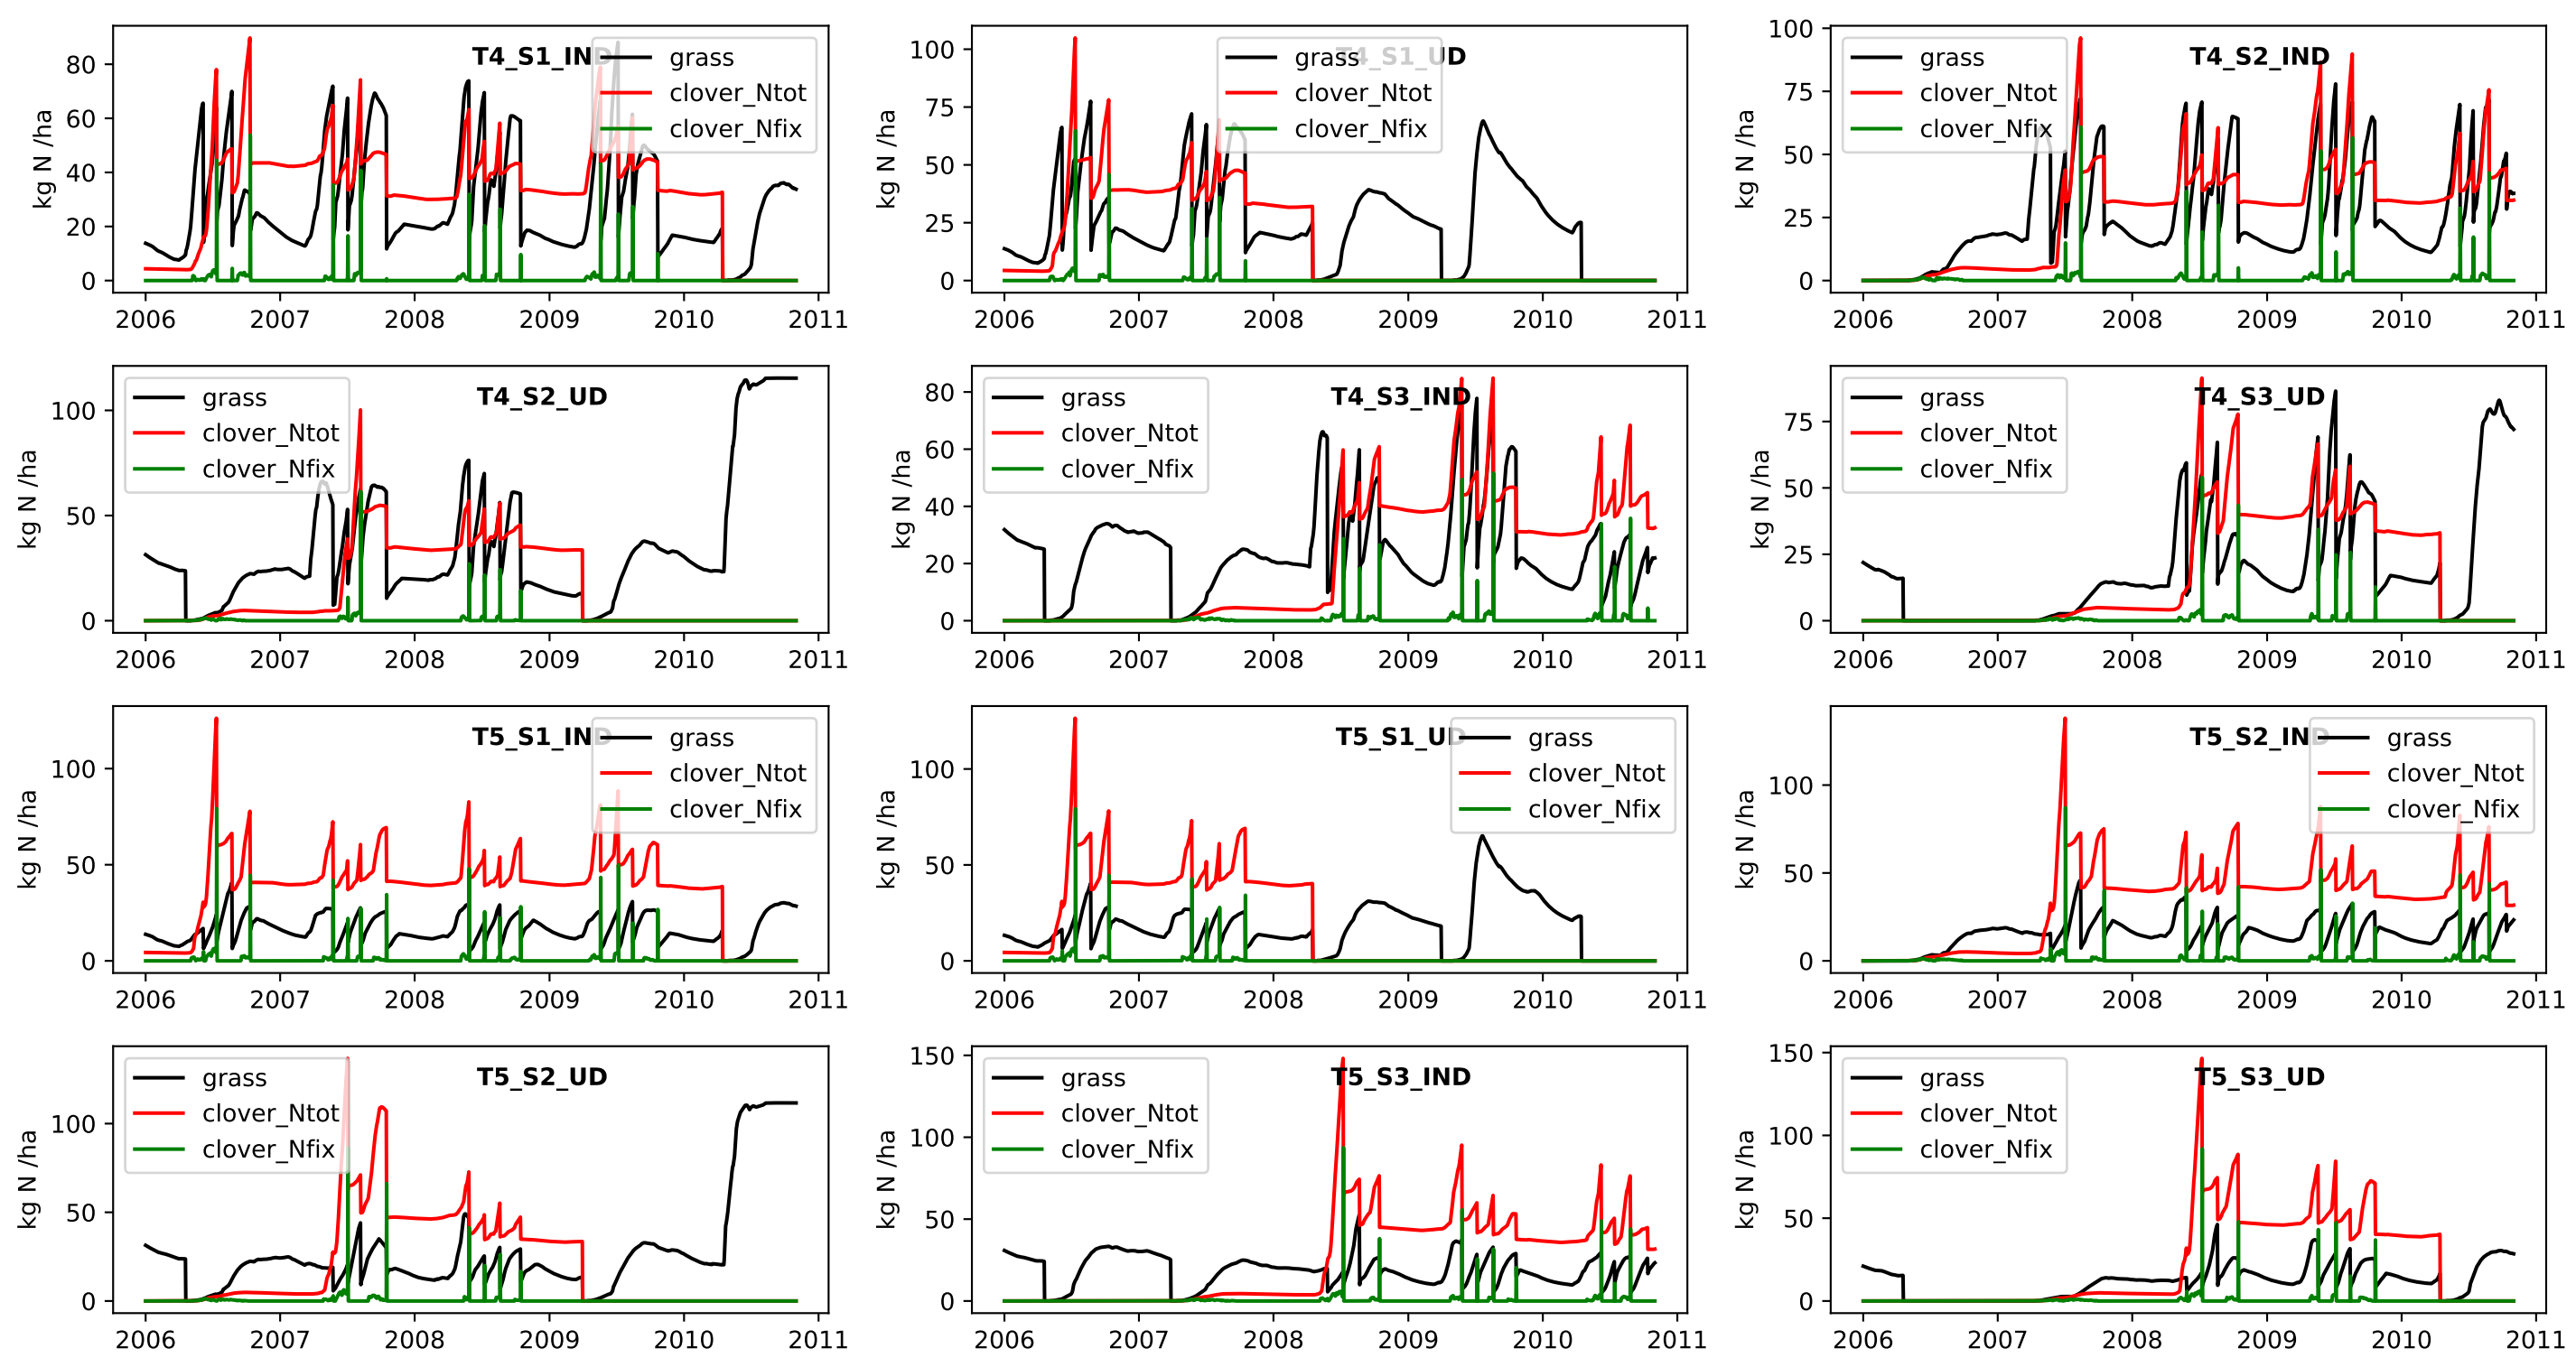 T4_S1_IND
grass
clover_Ntot
clover_Nfix
kg N /ha
80
60
40
20
0
2006 2007 2008 2009 2010 2011
T4_S1_UD
grass
clover_Ntot
clover_Nfix
kg N /ha
100
75
50
25
0
2006 2007 2008 2009 2010 2011
T4_S2_IND
grass
clover_Ntot
clover_Nfix
kg N /ha
100
75
50
25
0
2006 2007 2008 2009 2010 2011
T4_S2_UD
grass
clover_Ntot
clover_Nfix
kg N /ha
100
50
0
2006 2007 2008 2009 2010 2011
T4_S3_IND
grass
clover_Ntot
clover_Nfix
kg N /ha
80
60
40
20
0
2006 2007 2008 2009 2010 2011
T4_S3_UD
grass
clover_Ntot
clover_Nfix
kg N /ha
75
50
25
0
2006 2007 2008 2009 2010 2011
T5_S1_IND
grass
clover_Ntot
clover_Nfix
kg N /ha
100
50
0
2006 2007 2008 2009 2010 2011
T5_S1_UD
grass
clover_Ntot
clover_Nfix
kg N /ha
100
50
0
2006 2007 2008 2009 2010 2011
T5_S2_IND
grass
clover_Ntot
clover_Nfix
kg N /ha
100
50
0
2006 2007 2008 2009 2010 2011
T5_S2_UD
grass
clover_Ntot
clover_Nfix
kg N /ha
100
50
0
2006 2007 2008 2009 2010 2011
T5_S3_IND
grass
clover_Ntot
clover_Nfix
kg N /ha
150
100
50
0
2006 2007 2008 2009 2010 2011
T5_S3_UD
grass
clover_Ntot
clover_Nfix
kg N /ha
150
100
50
0
2006 2007 2008 2009 2010 2011